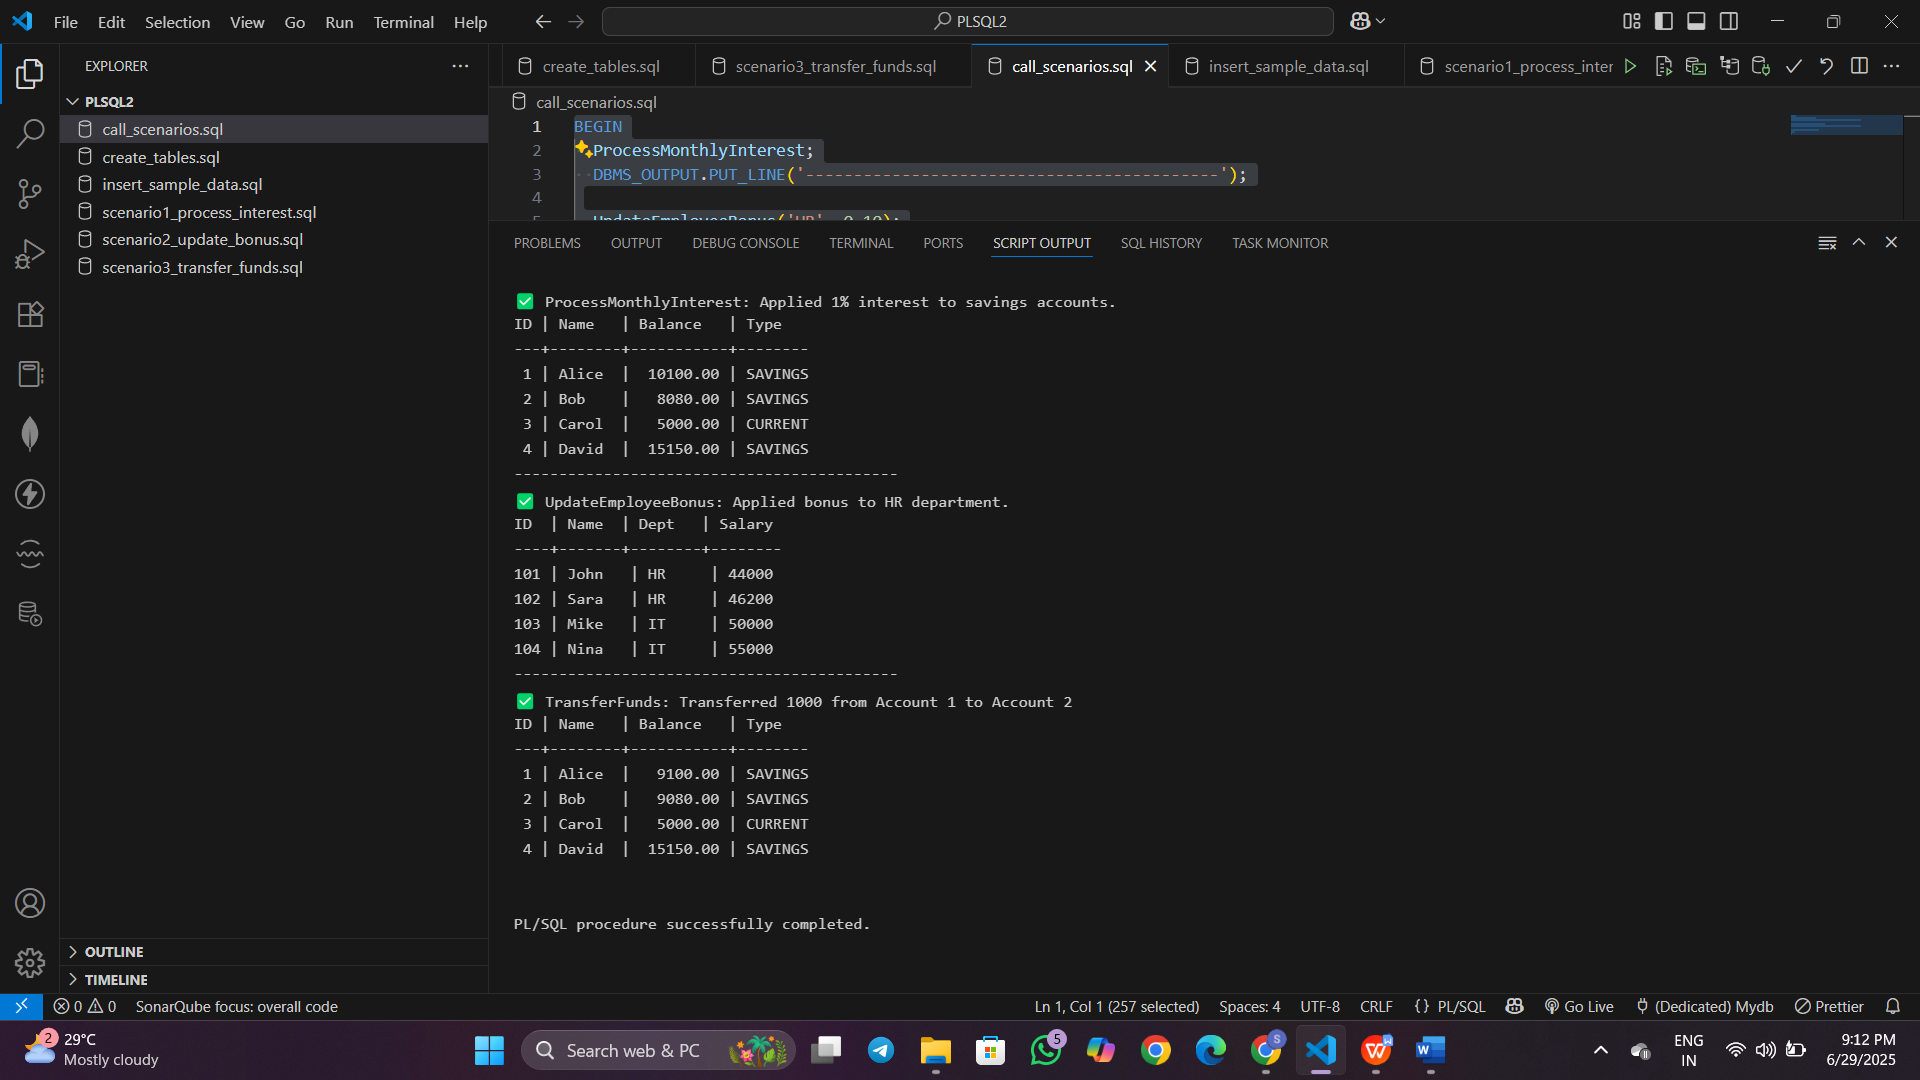 File Edit Selection View Go Run Terminal Help
PLSQL2
EXPLORER
PLSQL2
call_scenarios.sql
create_tables.sql
insert_sample_data.sql
scenario1_process_interest.sql
scenario2_update_bonus.sql
scenario3_transfer_funds.sql
OUTLINE
TIMELINE
create_tables.sql scenario3_transfer_funds.sql call_scenarios.sql insert_sample_data.sql scenario1_process_inter
call_scenarios.sql
1 BEGIN
2 ProcessMonthlyInterest;
3 DBMS_OUTPUT.PUT_LINE('-------------------------------------------');
4
5 UpdateEmployeeBonus('HR', 0.10);
PROBLEMS OUTPUT DEBUG CONSOLE TERMINAL PORTS SCRIPT OUTPUT SQL HISTORY TASK MONITOR
✅ ProcessMonthlyInterest: Applied 1% interest to savings accounts.
ID | Name   | Balance   | Type
---+--------+-----------+--------
 1 | Alice  |  10100.00 | SAVINGS
 2 | Bob    |   8080.00 | SAVINGS
 3 | Carol  |   5000.00 | CURRENT
 4 | David  |  15150.00 | SAVINGS
-------------------------------------------
✅ UpdateEmployeeBonus: Applied bonus to HR department.
ID  | Name  | Dept   | Salary
----+-------+--------+--------
101 | John   | HR     | 44000
102 | Sara   | HR     | 46200
103 | Mike   | IT     | 50000
104 | Nina   | IT     | 55000
-------------------------------------------
✅ TransferFunds: Transferred 1000 from Account 1 to Account 2
ID | Name   | Balance   | Type
---+--------+-----------+--------
 1 | Alice  |   9100.00 | SAVINGS
 2 | Bob    |   9080.00 | SAVINGS
 3 | Carol  |   5000.00 | CURRENT
 4 | David  |  15150.00 | SAVINGS
PL/SQL procedure successfully completed.
0 0 SonarQube focus: overall code Ln 1, Col 1 (257 selected) Spaces: 4 UTF-8 CRLF {} PL/SQL Go Live (Dedicated) Mydb Prettier
2 29°C
Mostly cloudy
Search web & PC
5
S
W
W
ENG
IN
9:12 PM
6/29/2025